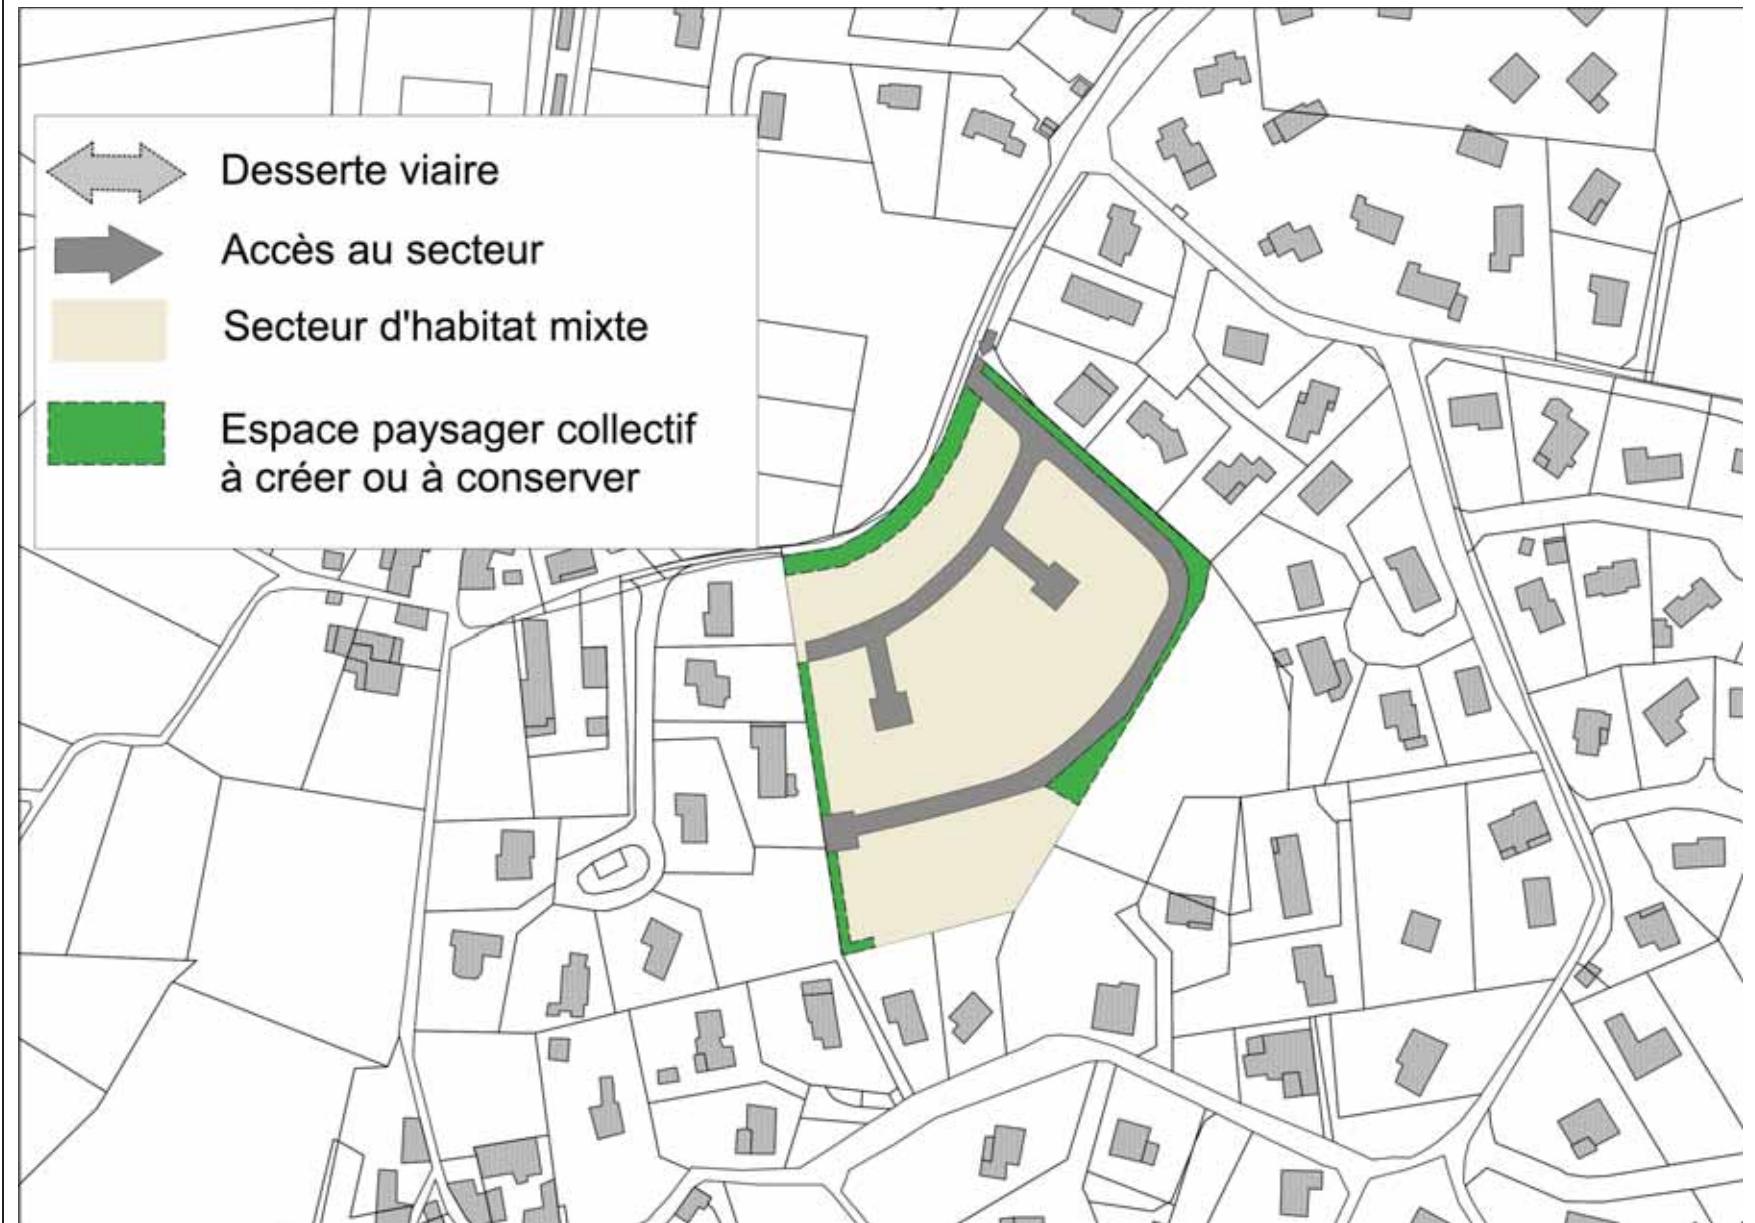 Desserte viaire
Accès au secteur
Secteur d'habitat mixte
Espace paysager collectif
à créer ou à conserver